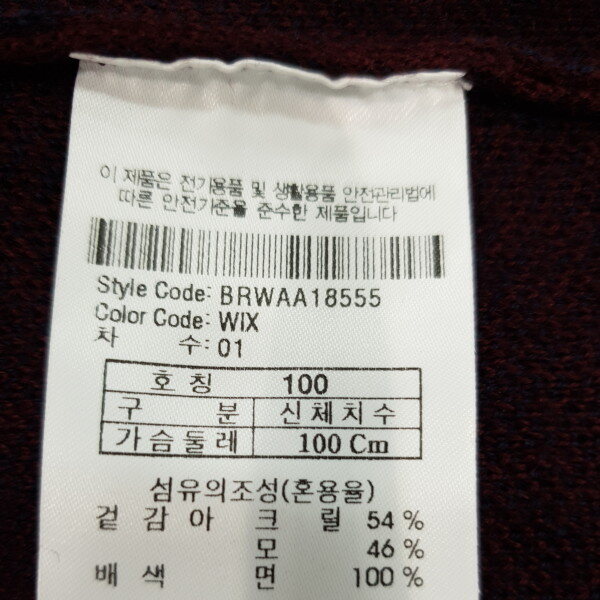 이 제품은 전기용품 및 생활용품 안전관리법에
따른 안전기준을 준수한 제품입니다
Style Code: BRWAA18555
Color Code: WIX
차 수: 01
호 칭 100
구 분 신체치수
가슴둘레 100 Cm
섬유의조성(혼용율)
겉감 아크릴 54 %
모 46 %
배색 면 100 %